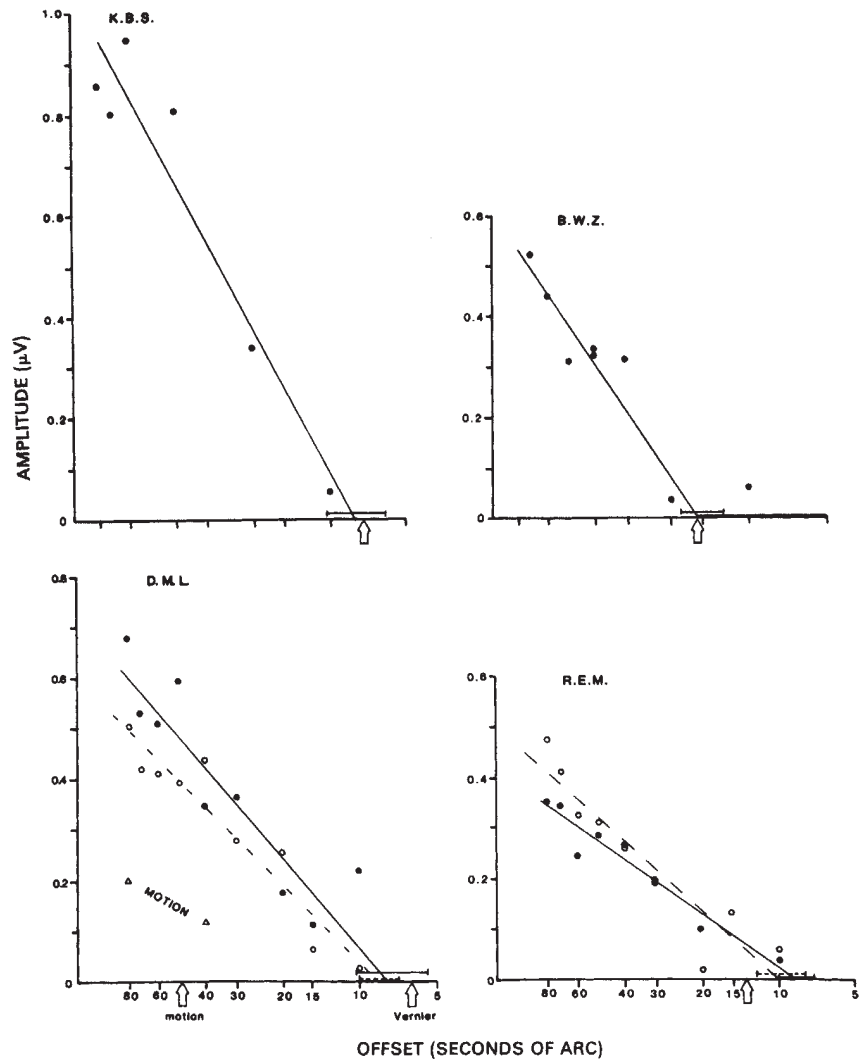 K.B.S.
1.0
0.8
0.6
0.4
0.2
0
B.W.Z.
0.6
0.4
0.2
0
AMPLITUDE (μV)
D.M.L.
0.8
0.6
0.4
0.2
0
MOTION
80 60 40 30 20 15 10 5
motion Vernier
R.E.M.
0.6
0.4
0.2
0
80 60 40 30 20 15 10 5
OFFSET (SECONDS OF ARC)